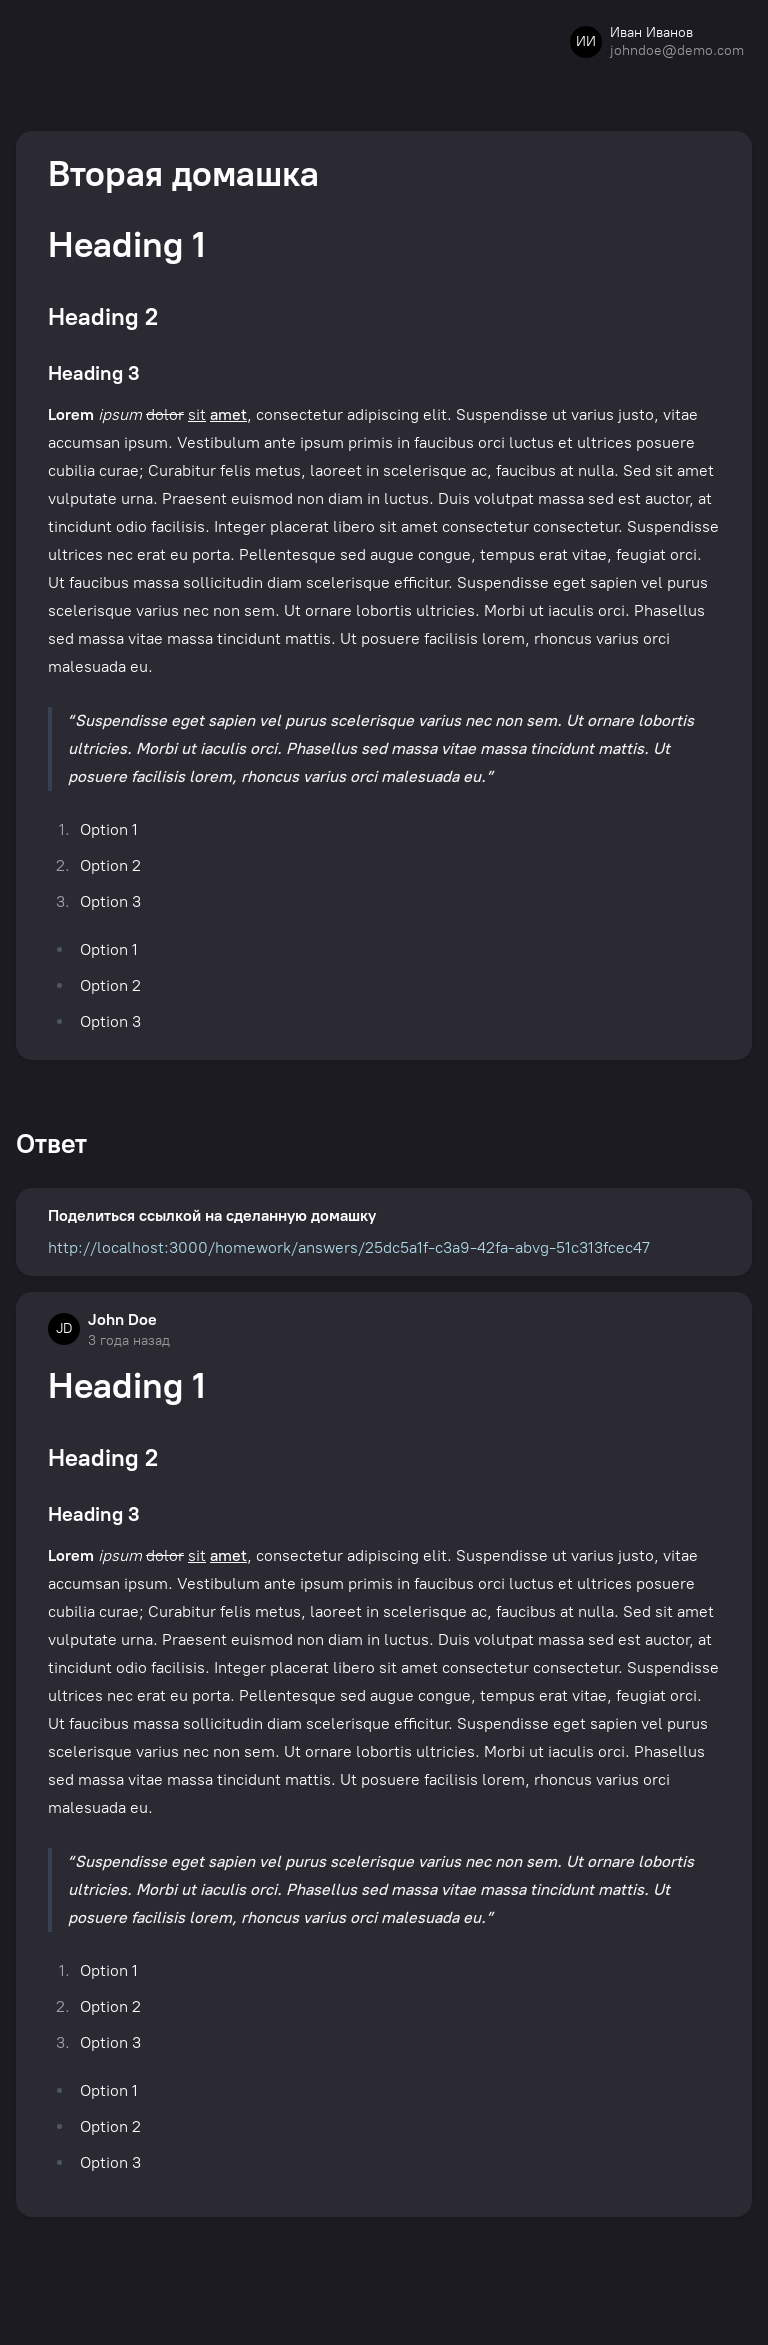 ИИ
Иван Иванов
johndoe@demo.com
Вторая домашка
Heading 1
Heading 2
Heading 3
Lorem ipsum dolor sit amet, consectetur adipiscing elit. Suspendisse ut varius justo, vitae
accumsan ipsum. Vestibulum ante ipsum primis in faucibus orci luctus et ultrices posuere
cubilia curae; Curabitur felis metus, laoreet in scelerisque ac, faucibus at nulla. Sed sit amet
vulputate urna. Praesent euismod non diam in luctus. Duis volutpat massa sed est auctor, at
tincidunt odio facilisis. Integer placerat libero sit amet consectetur consectetur. Suspendisse
ultrices nec erat eu porta. Pellentesque sed augue congue, tempus erat vitae, feugiat orci.
Ut faucibus massa sollicitudin diam scelerisque efficitur. Suspendisse eget sapien vel purus
scelerisque varius nec non sem. Ut ornare lobortis ultricies. Morbi ut iaculis orci. Phasellus
sed massa vitae massa tincidunt mattis. Ut posuere facilisis lorem, rhoncus varius orci
malesuada eu.
“Suspendisse eget sapien vel purus scelerisque varius nec non sem. Ut ornare lobortis
ultricies. Morbi ut iaculis orci. Phasellus sed massa vitae massa tincidunt mattis. Ut
posuere facilisis lorem, rhoncus varius orci malesuada eu.”
1. Option 1
2. Option 2
3. Option 3
• Option 1
• Option 2
• Option 3
Ответ
Поделиться ссылкой на сделанную домашку
http://localhost:3000/homework/answers/25dc5a1f-c3a9-42fa-abvg-51c313fcec47
JD
John Doe
3 года назад
Heading 1
Heading 2
Heading 3
Lorem ipsum dolor sit amet, consectetur adipiscing elit. Suspendisse ut varius justo, vitae
accumsan ipsum. Vestibulum ante ipsum primis in faucibus orci luctus et ultrices posuere
cubilia curae; Curabitur felis metus, laoreet in scelerisque ac, faucibus at nulla. Sed sit amet
vulputate urna. Praesent euismod non diam in luctus. Duis volutpat massa sed est auctor, at
tincidunt odio facilisis. Integer placerat libero sit amet consectetur consectetur. Suspendisse
ultrices nec erat eu porta. Pellentesque sed augue congue, tempus erat vitae, feugiat orci.
Ut faucibus massa sollicitudin diam scelerisque efficitur. Suspendisse eget sapien vel purus
scelerisque varius nec non sem. Ut ornare lobortis ultricies. Morbi ut iaculis orci. Phasellus
sed massa vitae massa tincidunt mattis. Ut posuere facilisis lorem, rhoncus varius orci
malesuada eu.
“Suspendisse eget sapien vel purus scelerisque varius nec non sem. Ut ornare lobortis
ultricies. Morbi ut iaculis orci. Phasellus sed massa vitae massa tincidunt mattis. Ut
posuere facilisis lorem, rhoncus varius orci malesuada eu.”
1. Option 1
2. Option 2
3. Option 3
• Option 1
• Option 2
• Option 3